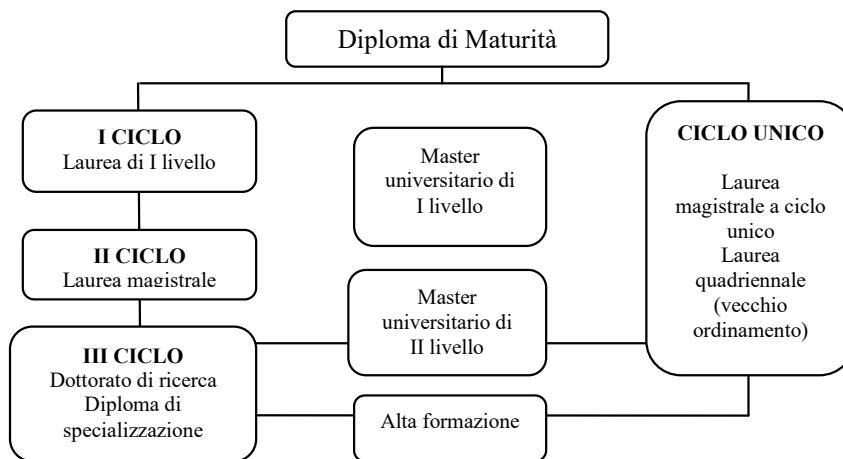 Diploma di Maturità
I CICLO
Laurea di I livello
Master
universitario di
I livello
CICLO UNICO
Laurea
magistrale a ciclo
unico
Laurea
quadriennale
(vecchio
ordinamento)
II CICLO
Laurea magistrale
Master
universitario di
II livello
III CICLO
Dottorato di ricerca
Diploma di
specializzazione
Alta formazione